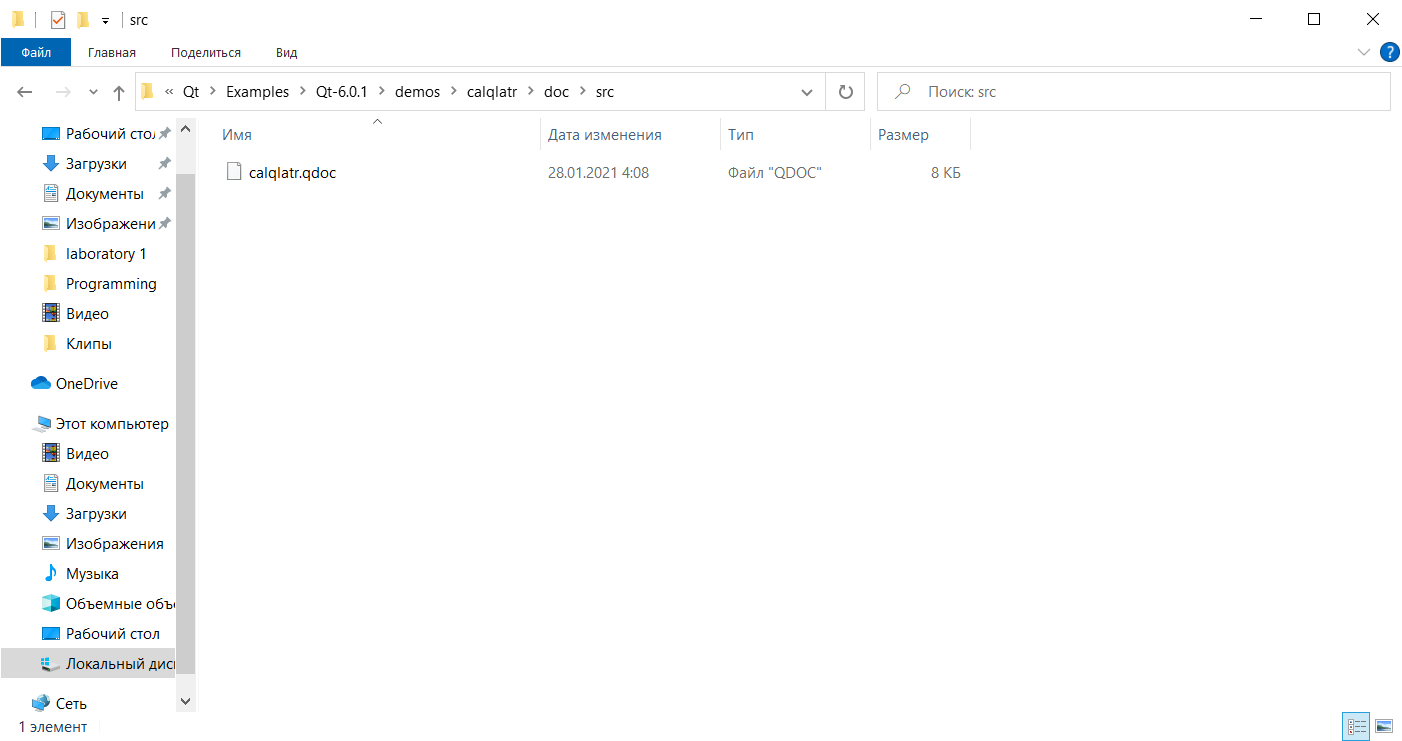 src
Файл Главная Поделиться Вид ?
« Qt > Examples > Qt-6.0.1 > demos > calqlatr > doc > src Поиск: src
Имя Дата изменения Тип Размер
calqlatr.qdoc 28.01.2021 4:08 Файл "QDOC" 8 КБ
Рабочий стол
Загрузки
Документы
Изображени
laboratory 1
Programming
Видео
Клипы
OneDrive
Этот компьютер
Видео
Документы
Загрузки
Изображения
Музыка
Объемные объе
Рабочий стол
Локальный дис
Сеть
1 элемент